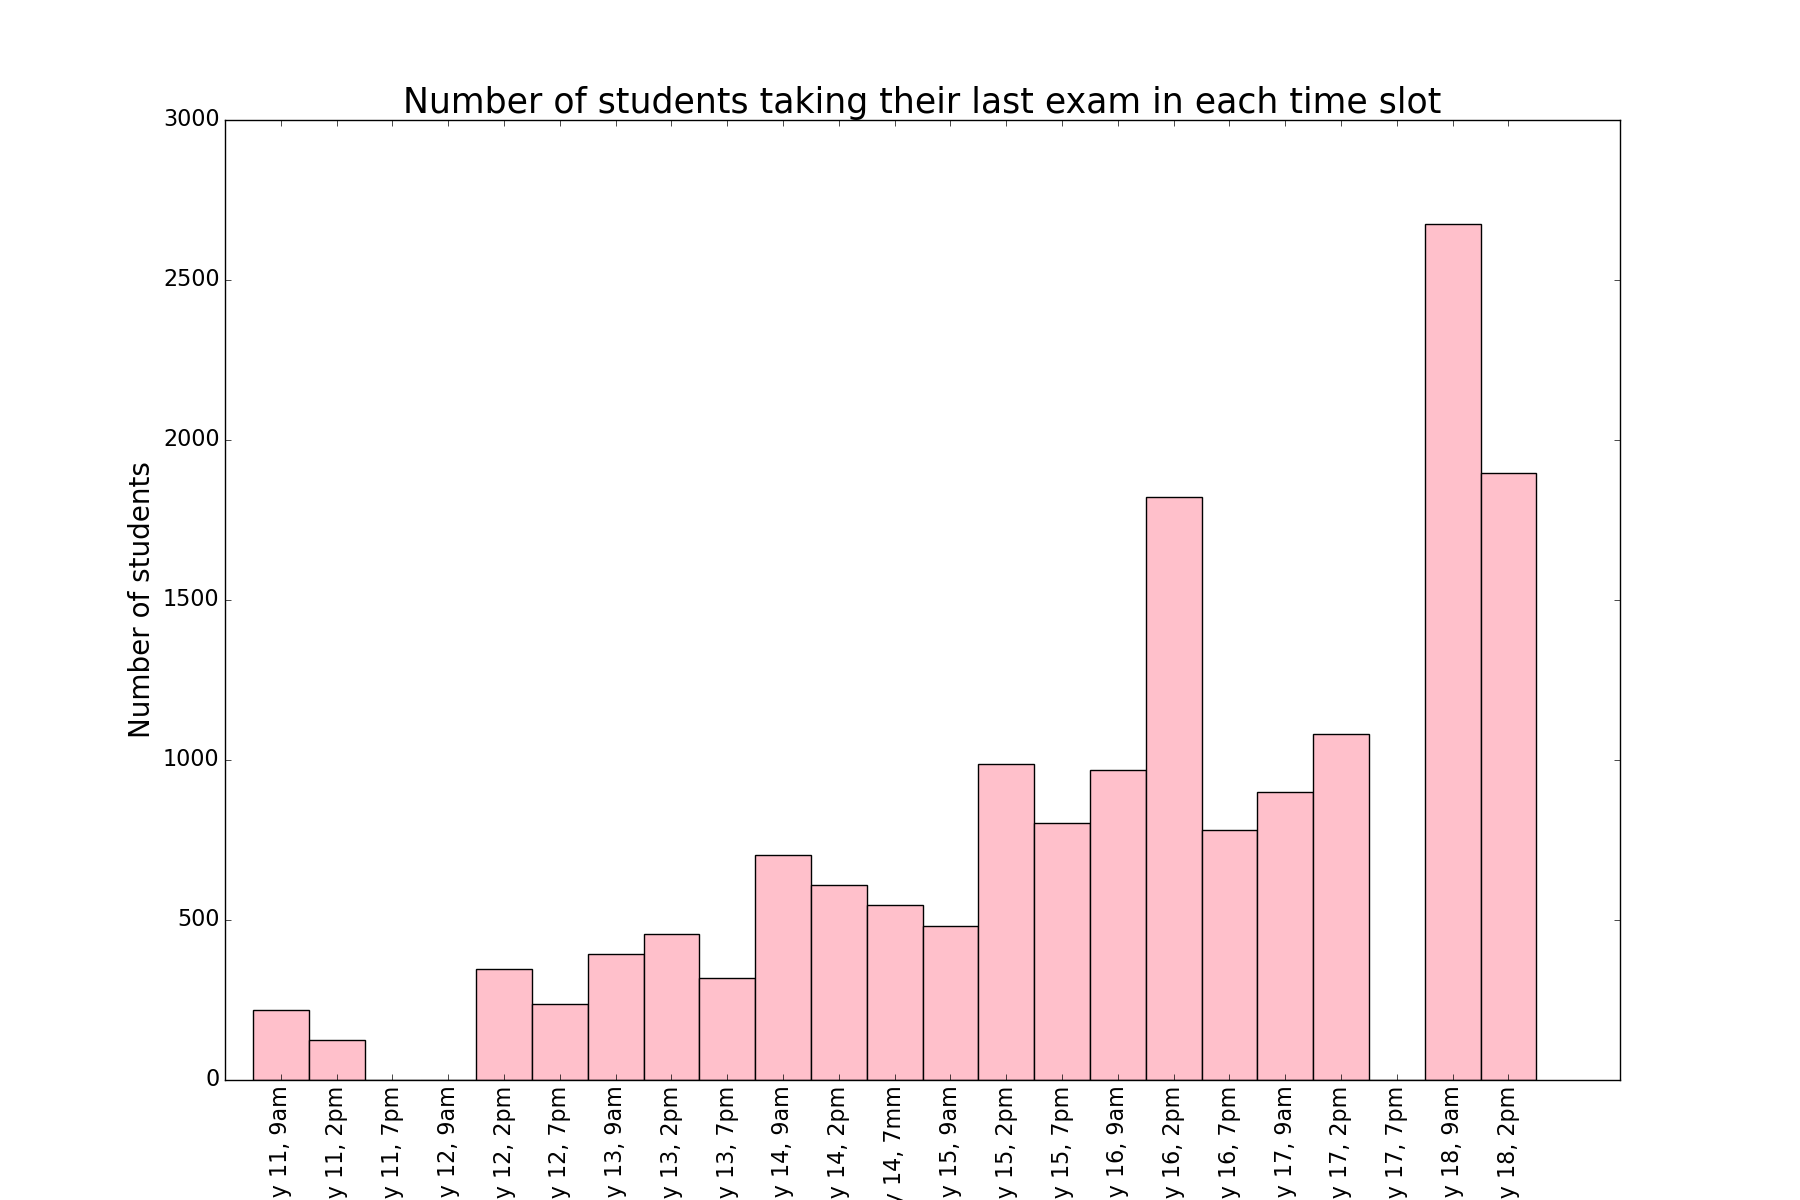 Number of students taking their last exam in each time slot
3000
2500
2000
1500
1000
500
0
Number of students
y 11, 9am
y 11, 2pm
y 11, 7pm
y 12, 9am
y 12, 2pm
y 12, 7pm
y 13, 9am
y 13, 2pm
y 13, 7pm
y 14, 9am
y 14, 2pm
y 14, 7mm
y 15, 9am
y 15, 2pm
y 15, 7pm
y 16, 9am
y 16, 2pm
y 16, 7pm
y 17, 9am
y 17, 2pm
y 17, 7pm
y 18, 9am
y 18, 2pm